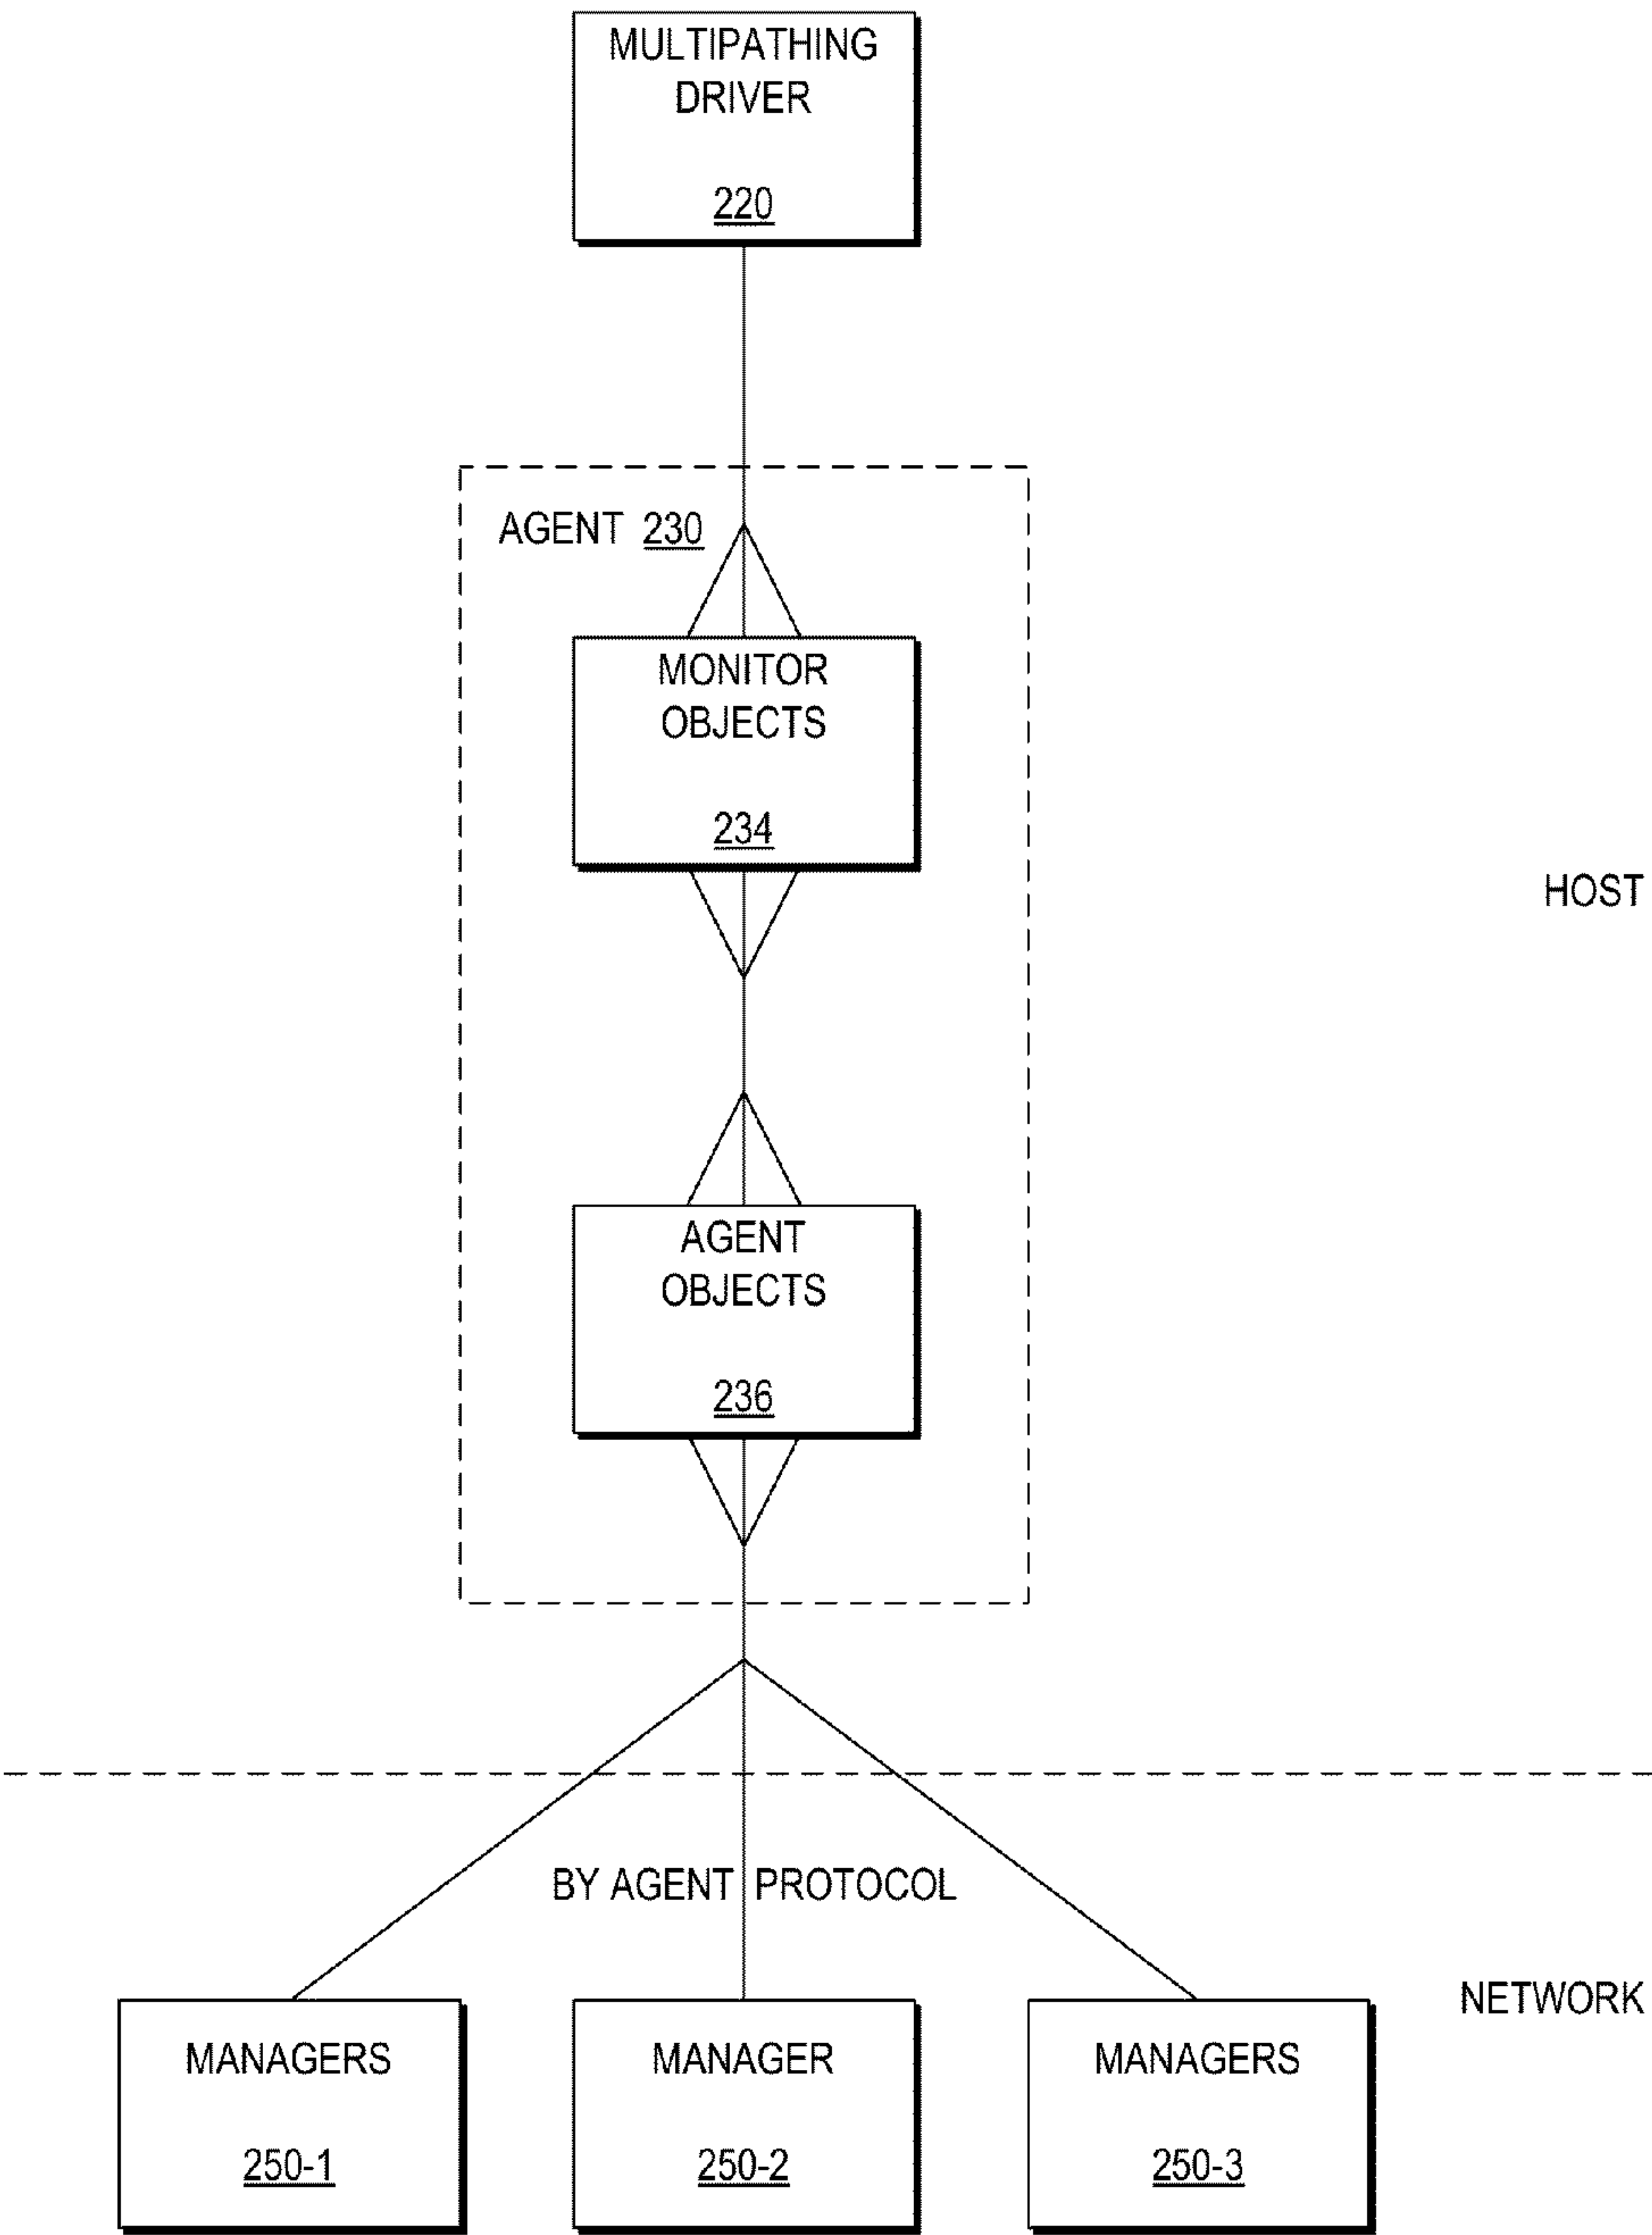 MULTIPATHING
DRIVER
220
AGENT 230
MONITOR
OBJECTS
234
HOST
AGENT
OBJECTS
236
BY AGENT PROTOCOL
NETWORK
MANAGERS
250-1
MANAGER
250-2
MANAGERS
250-3